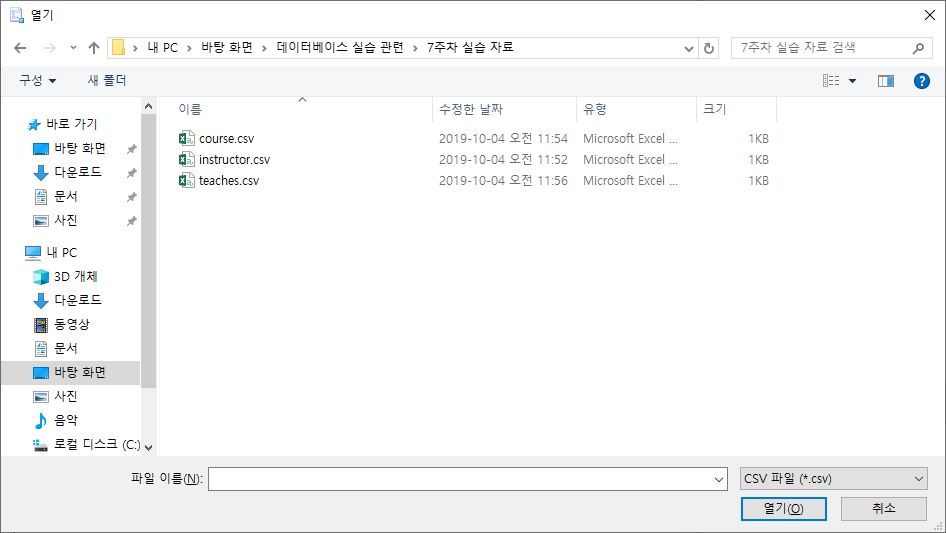 열기
내 PC > 바탕 화면 > 데이터베이스 실습 관련 > 7주차 실습 자료
7주차 실습 자료 검색
구성
새 폴더
이름 수정한 날짜 유형 크기
course.csv 2019-10-04 오전 11:54 Microsoft Excel ... 1KB
instructor.csv 2019-10-04 오전 11:52 Microsoft Excel ... 1KB
teaches.csv 2019-10-04 오전 11:56 Microsoft Excel ... 1KB
바로 가기
바탕 화면
다운로드
문서
사진
내 PC
3D 개체
다운로드
동영상
문서
바탕 화면
사진
음악
로컬 디스크 (C:)
파일 이름(N):
CSV 파일 (*.csv)
열기(O)
취소